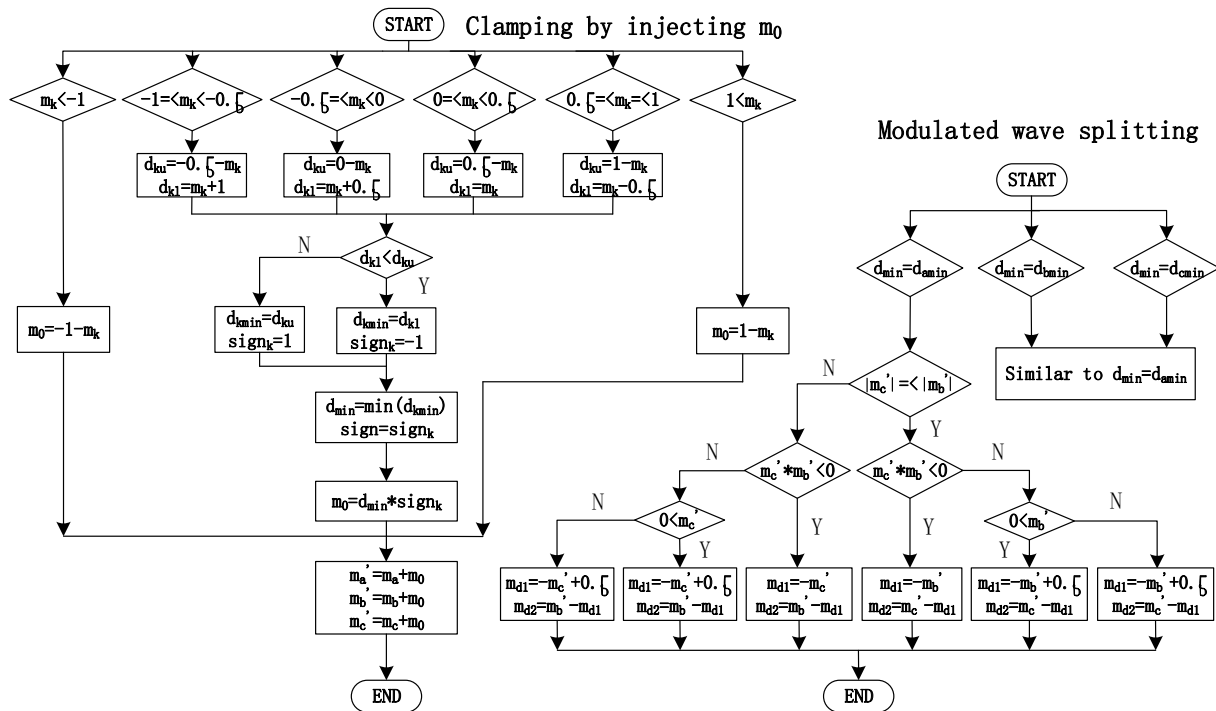 START
Clamping by injecting m0
mk<-1
-1=<mk<-0.5
-0.5=<mk<0
0=<mk<0.5
0.5=<mk=<1
1<mk
dku=-0.5-mk
dkl=mk+1
dku=0-mk
dkl=mk+0.5
dku=0.5-mk
dkl=mk
dku=1-mk
dkl=mk-0.5
N
dkl<dku
Y
m0=-1-mk
dkmin=dku
signk=1
dkmin=dkl
signk=-1
m0=1-mk
dmin=min(dkmin)
sign=signk
m0=dmin*signk
ma'=ma+m0
mb'=mb+m0
mc'=mc+m0
END
Modulated wave splitting
START
dmin=damin
dmin=dbmin
dmin=dcmin
Similar to dmin=damin
N
|mc'|=<|mb'|
Y
N
mc'*mb'<0
mc'*mb'<0
N
N
0<mc'
Y
Y
Y
Y
0<mb'
N
md1=-mc'+0.5
md2=mb'-md1
md1=-mc'+0.5
md2=mb'-md1
md1=-mc'
md2=mb'-md1
md1=-mb'
md2=mc'-md1
md1=-mb'+0.5
md2=mc'-md1
md1=-mb'+0.5
md2=mc'-md1
END